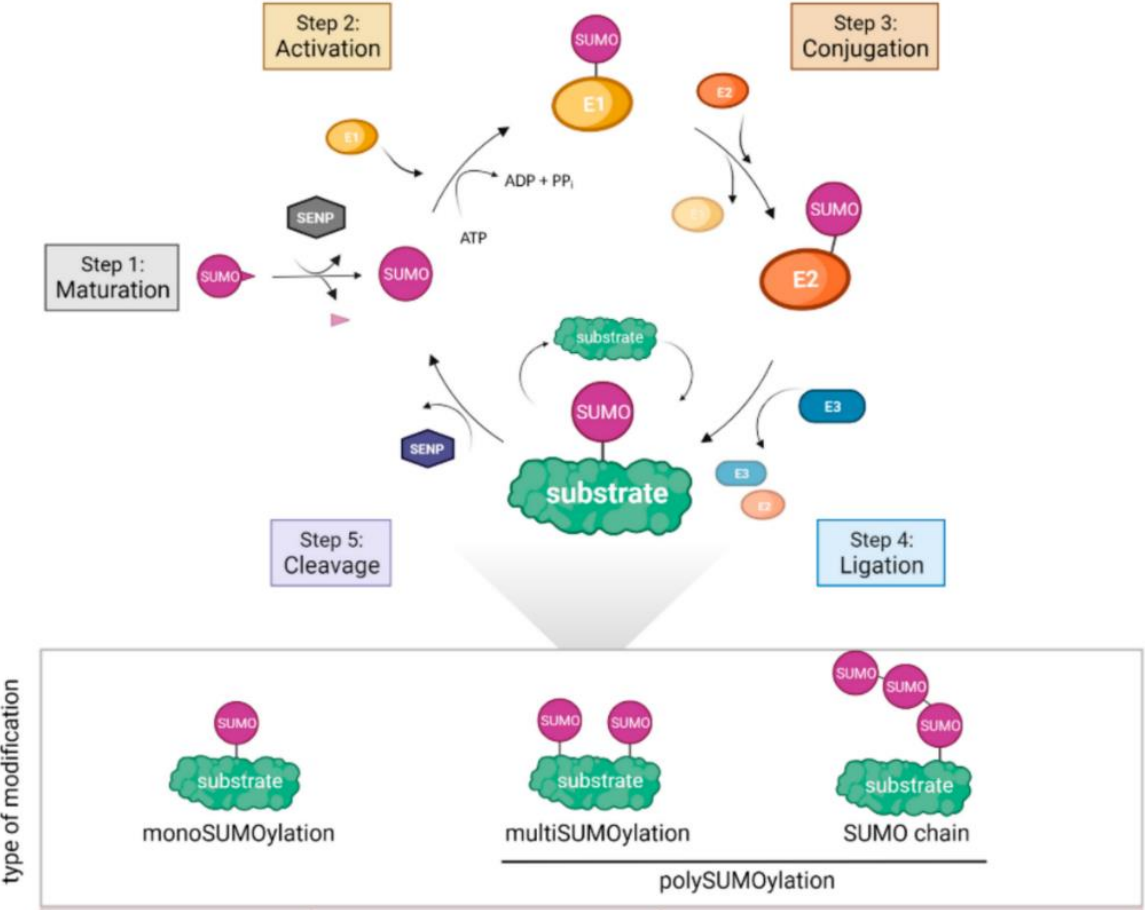 Step 2:
Activation
SUMO
E1
Step 3:
Conjugation
E2
E1
ADP + PPi
ATP
SENP
E1
SUMO
E2
Step 1:
Maturation
SUMO
SUMO
substrate
SUMO
substrate
E3
E3
E2
SENP
Step 5:
Cleavage
Step 4:
Ligation
type of modification
SUMO
substrate
monoSUMOylation
SUMO
SUMO
substrate
multiSUMOylation
SUMO
SUMO
SUMO
substrate
SUMO chain
polySUMOylation